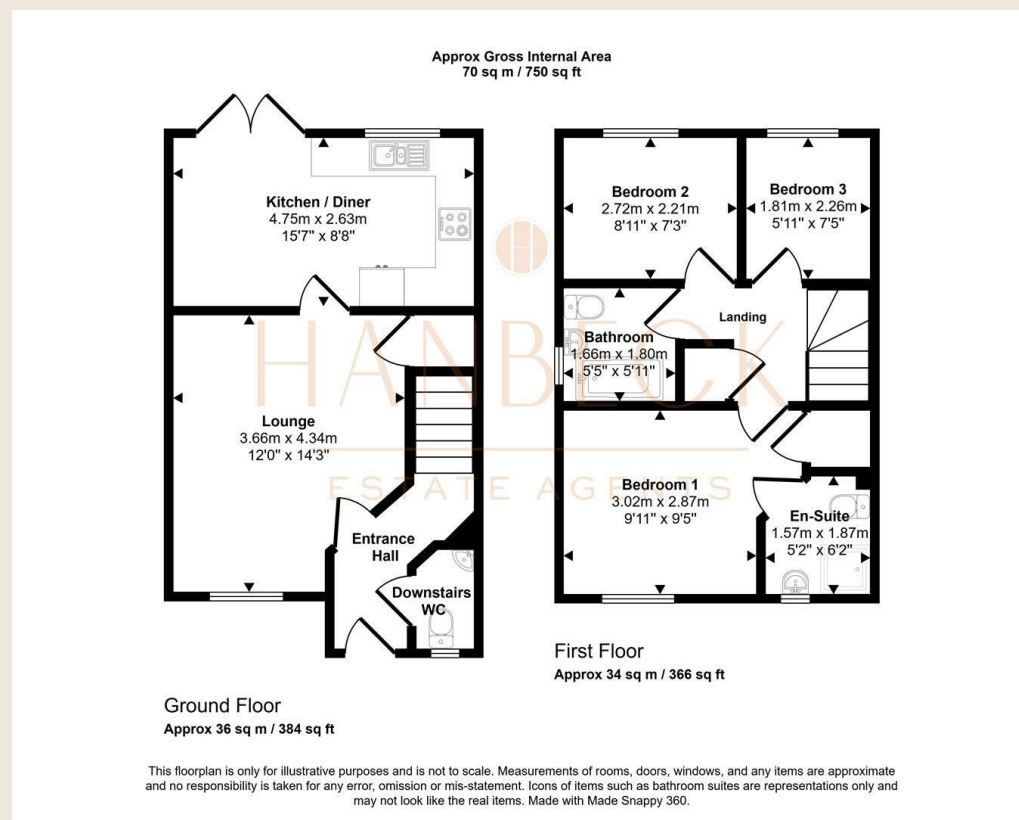 Approx Gross Internal Area
70 sq m / 750 sq ft
Kitchen / Diner
4.75m x 2.63m
15'7" x 8'8"
Lounge
3.66m x 4.34m
12'0" x 14'3"
Entrance
Hall
Downstairs
WC
Ground Floor
Approx 36 sq m / 384 sq ft
Bedroom 2
2.72m x 2.21m
8'11" x 7'3"
Bedroom 3
1.81m x 2.26m
5'11" x 7'5"
Landing
Bathroom
1.66m x 1.80m
5'5" x 5'11"
Bedroom 1
3.02m x 2.87m
9'11" x 9'5"
En-Suite
1.57m x 1.87m
5'2" x 6'2"
First Floor
Approx 34 sq m / 366 sq ft
HANBECK
ESTATE AGENTS
This floorplan is only for illustrative purposes and is not to scale. Measurements of rooms, doors, windows, and any items are approximate
and no responsibility is taken for any error, omission or mis-statement. Icons of items such as bathroom suites are representations only and
may not look like the real items. Made with Made Snappy 360.